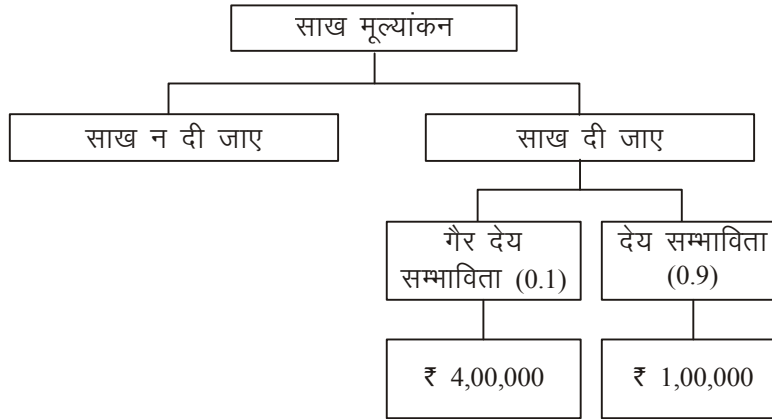 साख मूल्यांकन
साख न दी जाए
साख दी जाए
गैर देय
सम्भाविता (0.1)
देय सम्भाविता
(0.9)
₹ 4,00,000
₹ 1,00,000